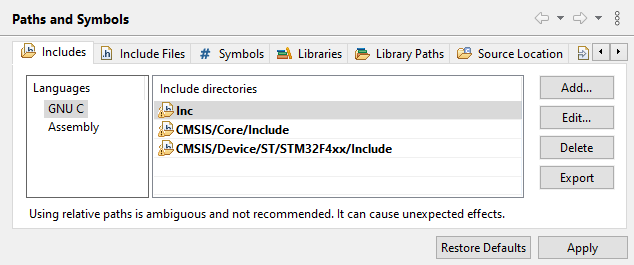 Paths and Symbols
Includes Include Files # Symbols Libraries Library Paths Source Location
Languages
GNU C
Assembly
Include directories
Inc
CMSIS/Core/Include
CMSIS/Device/ST/STM32F4xx/Include
Add...
Edit...
Delete
Export
Using relative paths is ambiguous and not recommended. It can cause unexpected effects.
Restore Defaults Apply